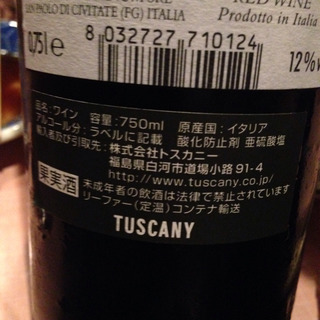 SAN PAOLO DI CIVITATE (FG) ITALIA
RED WINE
0,75 l e
Prodotto in Italia
8 032727 710124
12%
品名:ワイン 容量:750ml 原産国:イタリア
アルコール分:ラベルに記載 酸化防止剤 亜硫酸塩
輸入者及び引取先:株式会社トスカニー
福島県白河市道場小路91-4
http://www.tuscany.co.jp/
果実酒
未成年者の飲酒は法律で禁止されています
リーファー(定温)コンテナ輸送
TUSCANY